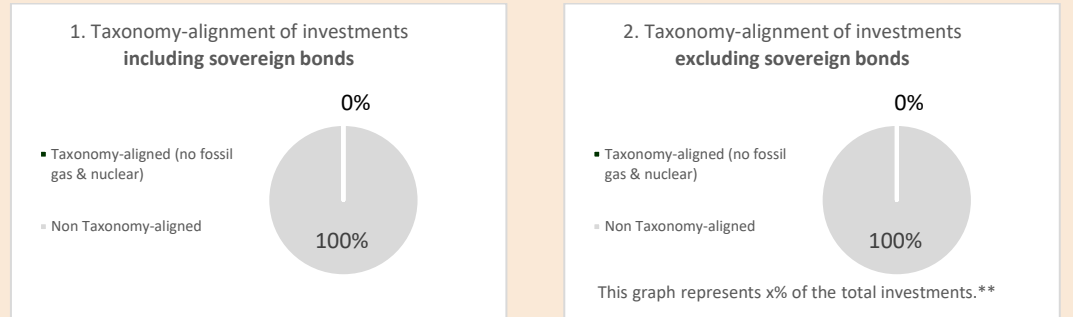 1. Taxonomy-alignment of investments
including sovereign bonds
0%
Taxonomy-aligned (no fossil
gas & nuclear)
Non Taxonomy-aligned
100%
2. Taxonomy-alignment of investments
excluding sovereign bonds
0%
Taxonomy-aligned (no fossil
gas & nuclear)
Non Taxonomy-aligned
100%
This graph represents x% of the total investments.**